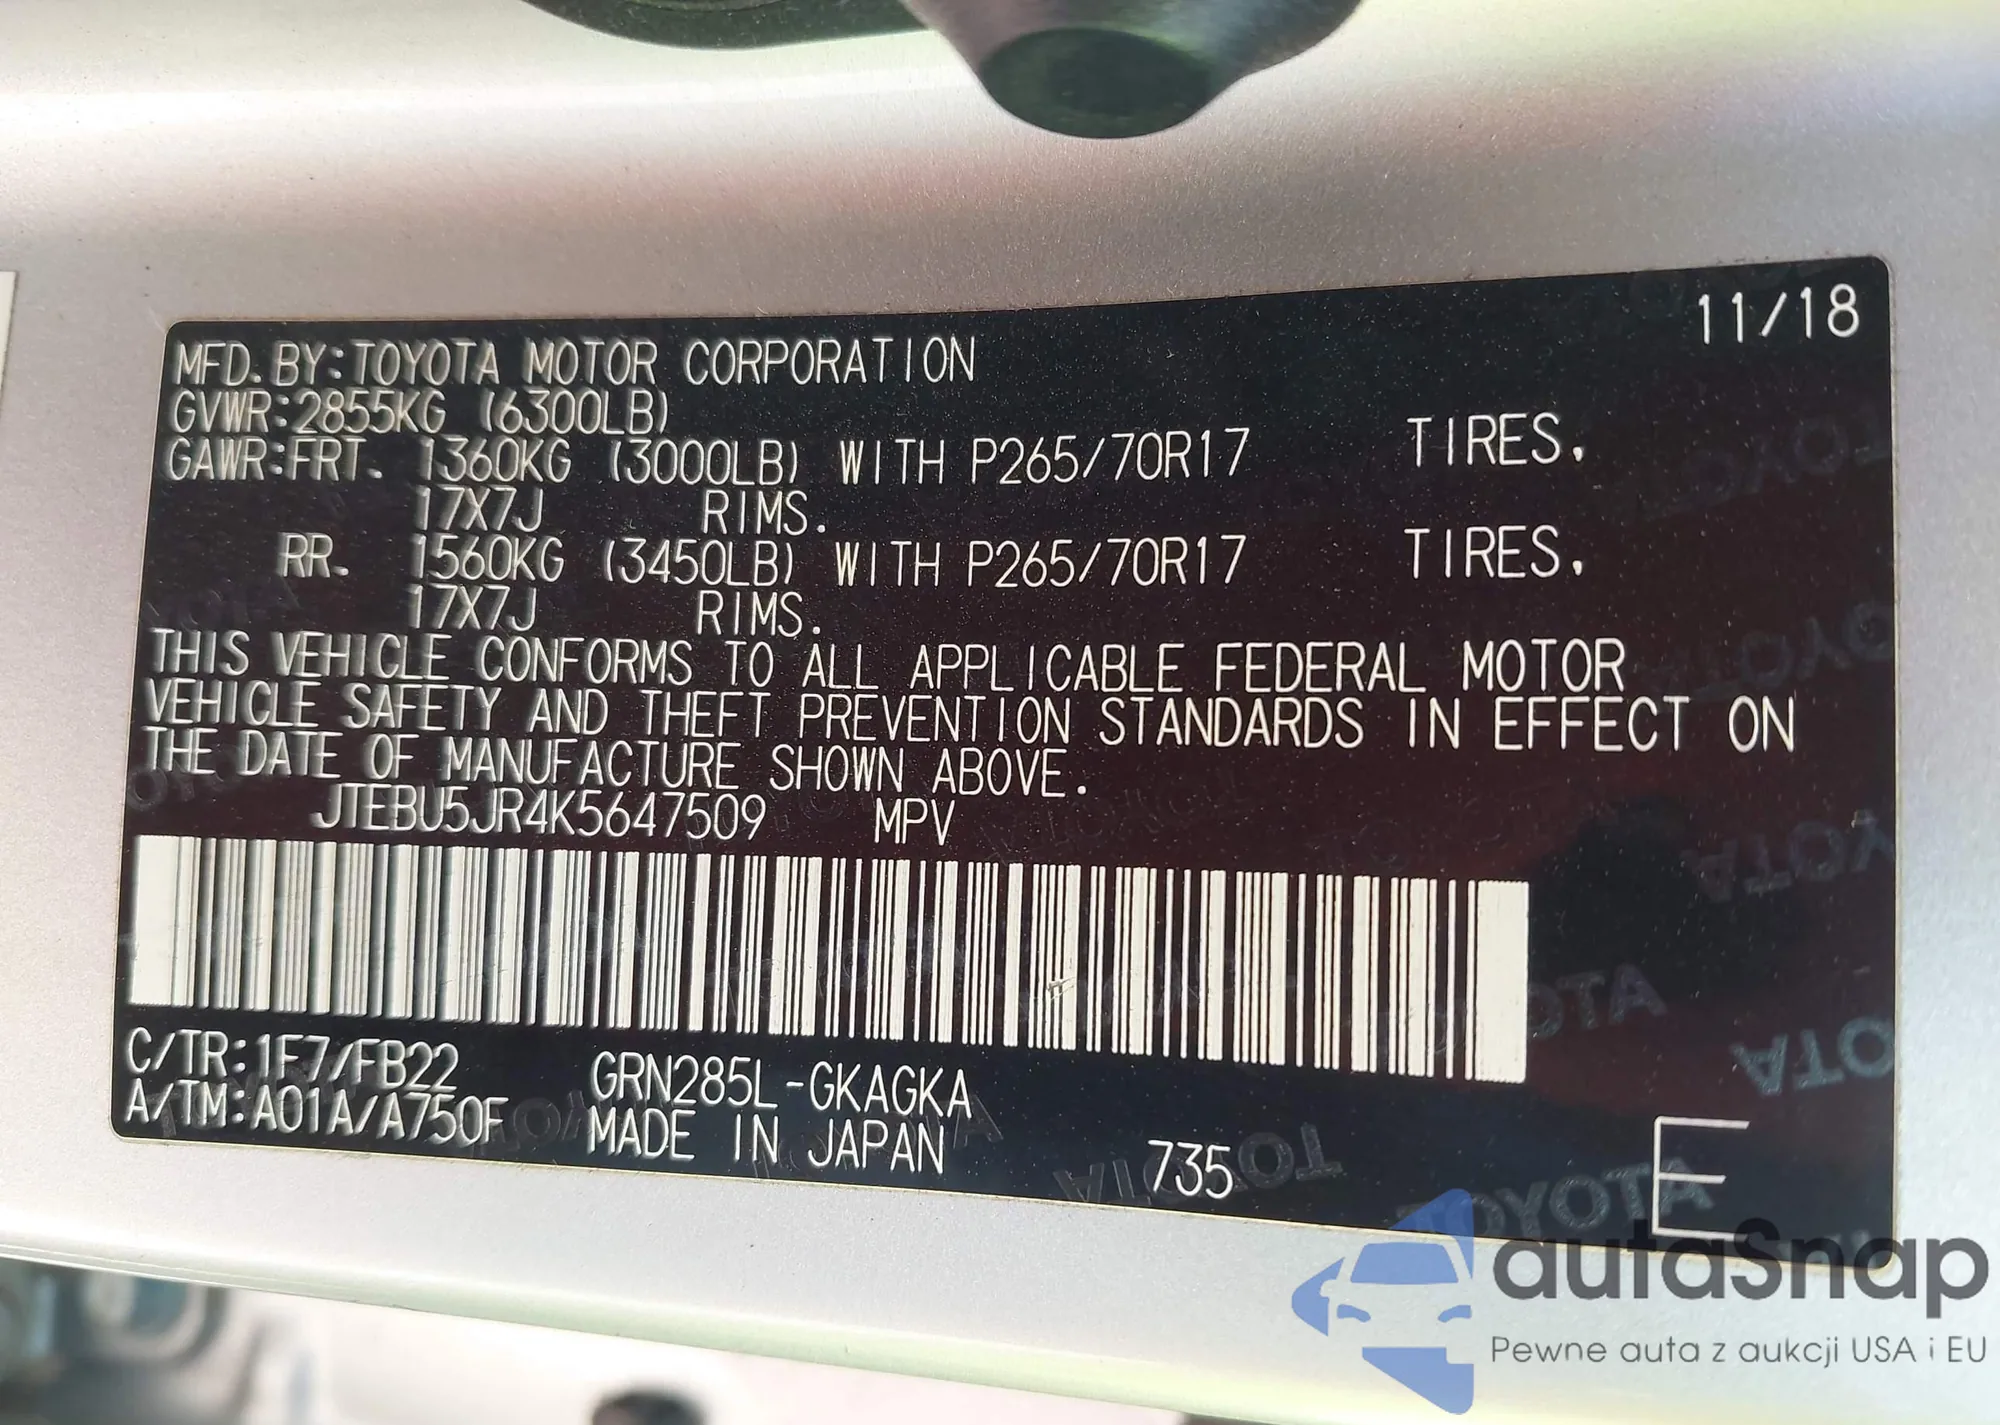 11/18
MFD.BY:TOYOTA MOTOR CORPORATION
GVWR:2855KG (6300LB)
GAWR:FRT. 1360KG (3000LB) WITH P265/70R17 TIRES,
17X7J RIMS.
RR. 1560KG (3450LB) WITH P265/70R17 TIRES,
17X7J RIMS.
THIS VEHICLE CONFORMS TO ALL APPLICABLE FEDERAL MOTOR
VEHICLE SAFETY AND THEFT PREVENTION STANDARDS IN EFFECT ON
THE DATE OF MANUFACTURE SHOWN ABOVE.
JTEBU5JR4K5647509 MPV
C/TR:1F7/FB22 GRN285L-GKAGKA
A/TM:A01A/A750F MADE IN JAPAN 735 E
TOYOTA
autaSnap
Pewne auta z aukcji USA i EU